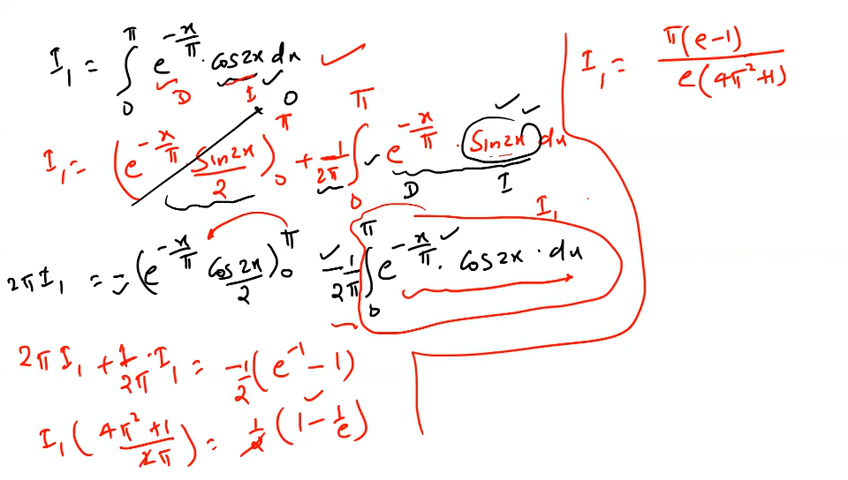 I₁ = ∫₀^π e^(-x/π) · cos2x dx ✓
D I 0
I₁ = (e^(-x/π) sin2x/2)₀^π + 1/2π ∫₀^π e^(-x/π) · sin2x dx
D I
I₁
2π I₁ = -(e^(-x/π) cos2x/2)₀^π - 1/2π ∫₀^π e^(-x/π) · cos2x · dx
2π I₁ + 1/2π · I₁ = -1/2 (e^(-1) - 1)
I₁ ((4π² + 1)/2π) = 1/2 (1 - 1/e)
I₁ = π(e-1) / e(4π²+1)